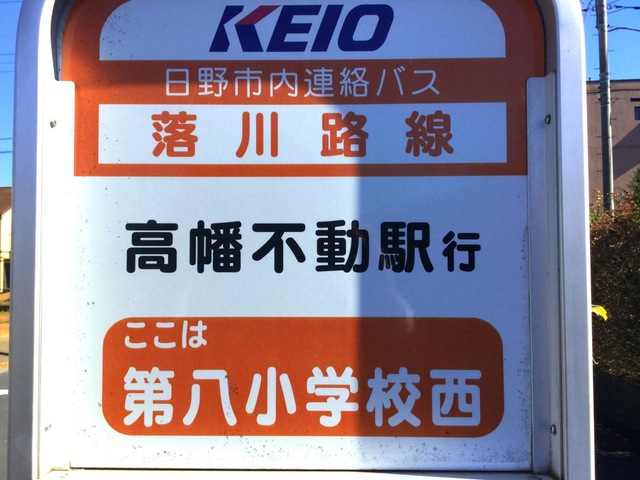 KEIO
日野市内連絡バス
落川路線
高幡不動駅行
ここは
第八小学校西